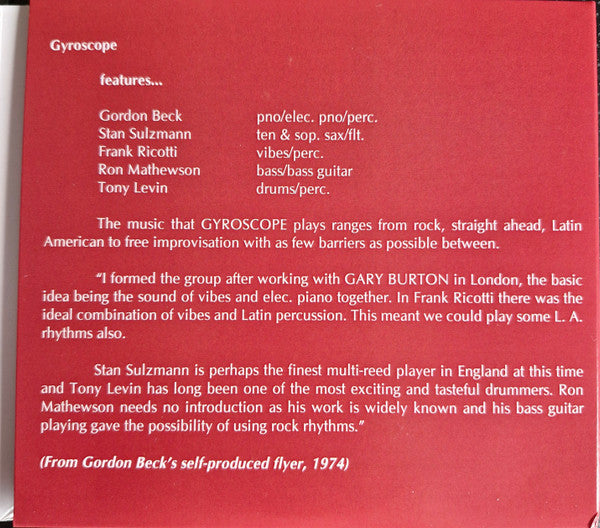 Gyroscope
features...
Gordon Beck pno/elec. pno/perc.
Stan Sulzmann ten & sop. sax/flt.
Frank Ricotti vibes/perc.
Ron Mathewson bass/bass guitar
Tony Levin drums/perc.
The music that GYROSCOPE plays ranges from rock, straight ahead, Latin
American to free improvisation with as few barriers as possible between.
"I formed the group after working with GARY BURTON in London, the basic
idea being the sound of vibes and elec. piano together. In Frank Ricotti there was the
ideal combination of vibes and Latin percussion. This meant we could play some L. A.
rhythms also.
Stan Sulzmann is perhaps the finest multi-reed player in England at this time
and Tony Levin has long been one of the most exciting and tasteful drummers. Ron
Mathewson needs no introduction as his work is widely known and his bass guitar
playing gave the possibility of using rock rhythms."
(From Gordon Beck's self-produced flyer, 1974)